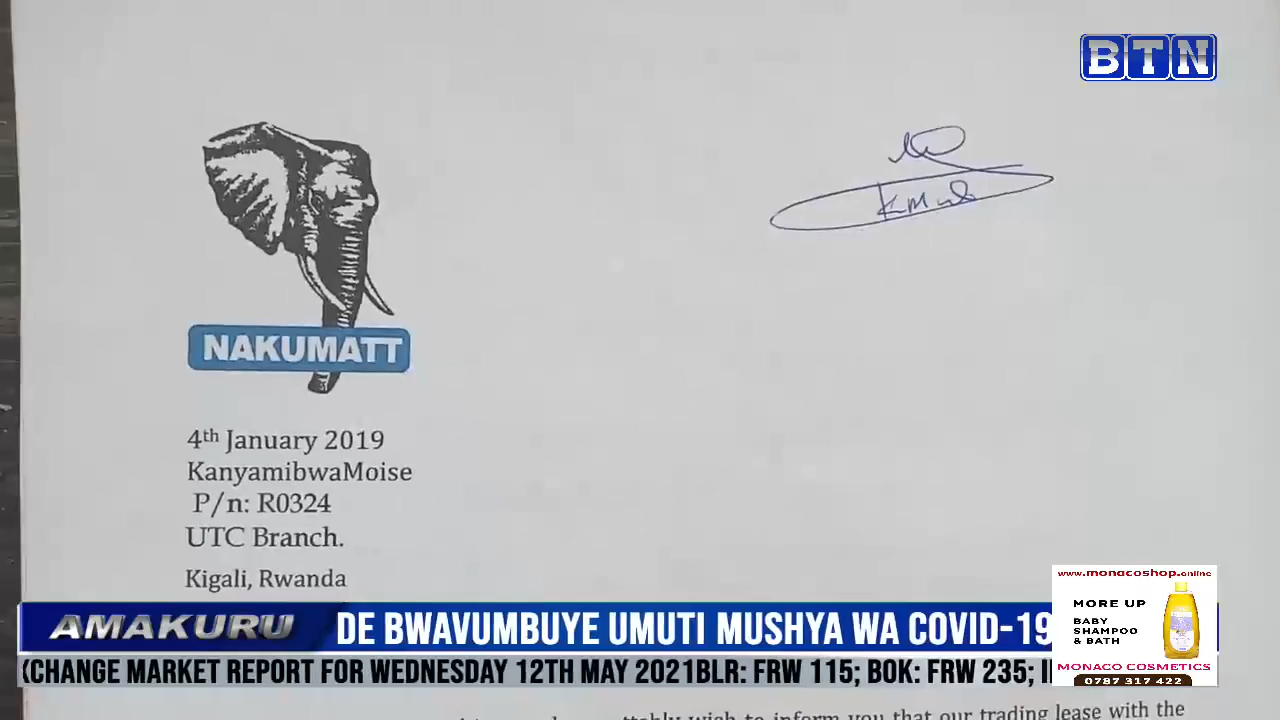 BTN
NAKUMATT
4th January 2019
KanyamibwaMoise
P/n: R0324
UTC Branch.
Kigali, Rwanda
www.monacoshop.online
MORE UP
BABY
SHAMPOO
& BATH
MONACO COSMETICS
0787 317 422
AMAKURU
DE BWAVUMBUYE UMUTI MUSHYA WA COVID-19
CHANGE MARKET REPORT FOR WEDNESDAY 12TH MAY 2021BLR: FRW 115; BOK: FRW 235;
wish to inform you that our trading lease with the